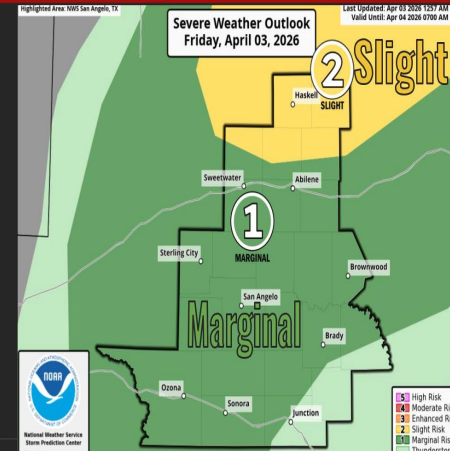 Highlighted Area: NWS San Angelo, TX
Last Updated: Apr 03 2026 1257 AM
Valid Until: Apr 04 2026 0700 AM
Severe Weather Outlook
Friday, April 03, 2026
2
Slight
SLIGHT
Haskell
Sweetwater
Abilene
1
MARGINAL
Sterling City
Brownwood
San Angelo
Marginal
Brady
NOAA
Ozona
Sonora
Junction
National Weather Service
Storm Prediction Center
5 High Risk
4 Moderate Ri
3 Enhanced Ri
2 Slight Risk
1 Marginal Ris